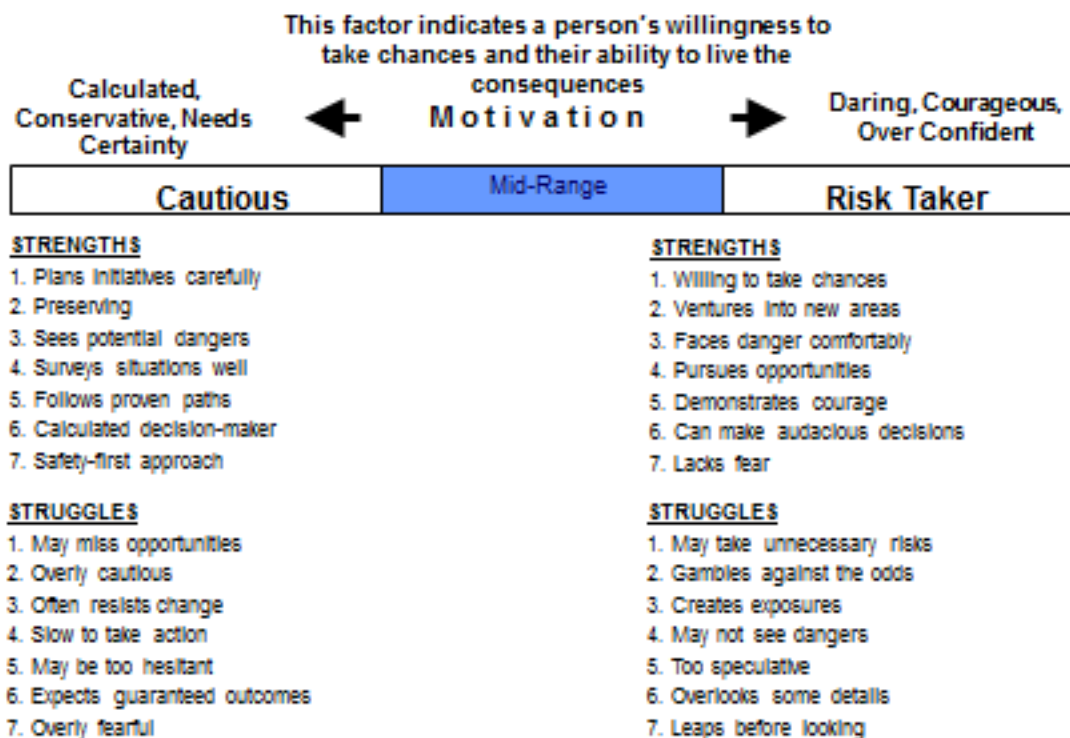 This factor indicates a person's willingness to
take chances and their ability to live the
consequences
Calculated,
Conservative, Needs
Certainty
Motivation
Daring, Courageous,
Over Confident
Cautious
Mid-Range
Risk Taker
STRENGTHS
1. Plans initiatives carefully
2. Preserving
3. Sees potential dangers
4. Surveys situations well
5. Follows proven paths
6. Calculated decision-maker
7. Safety-first approach
STRUGGLES
1. May miss opportunities
2. Overly cautious
3. Often resists change
4. Slow to take action
5. May be too hesitant
6. Expects guaranteed outcomes
7. Overly fearful
STRENGTHS
1. Willing to take chances
2. Ventures into new areas
3. Faces danger comfortably
4. Pursues opportunities
5. Demonstrates courage
6. Can make audacious decisions
7. Lacks fear
STRUGGLES
1. May take unnecessary risks
2. Gambles against the odds
3. Creates exposures
4. May not see dangers
5. Too speculative
6. Overlooks some details
7. Leaps before looking